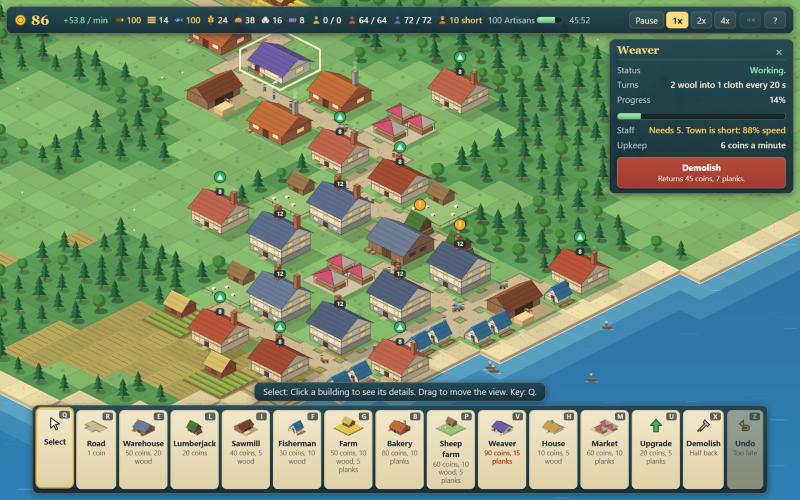 86 +53.8 / min 100 14 100 24 38 16 8 0 / 0 64 / 64 72 / 72 10 short 100 Artisans 45:52 Pause 1x 2x 4x ?
Weaver ×
Status Working.
Turns 2 wool into 1 cloth every 20 s
Progress 14%
Staff Needs 5. Town is short: 88% speed
Upkeep 6 coins a minute
Demolish
Returns 45 coins, 7 planks.
8
8
8
8
12
8
12
12
8
12
12
12
8
8
12
8
Select: Click a building to see its details. Drag to move the view. Key: Q.
Q
Select
R
Road
1 coin
E
Warehouse
50 coins, 20 wood
L
Lumberjack
20 coins
I
Sawmill
40 coins, 5 wood
F
Fisherman
30 coins, 10 wood
G
Farm
50 coins, 10 wood, 5 planks
B
Bakery
80 coins, 10 planks
P
Sheep farm
60 coins, 10 wood, 5 planks
V
Weaver
90 coins, 15 planks
H
House
10 coins, 5 wood
M
Market
60 coins, 10 planks
U
Upgrade
20 coins, 5 planks
X
Demolish
Half back
Z
Undo
Too late